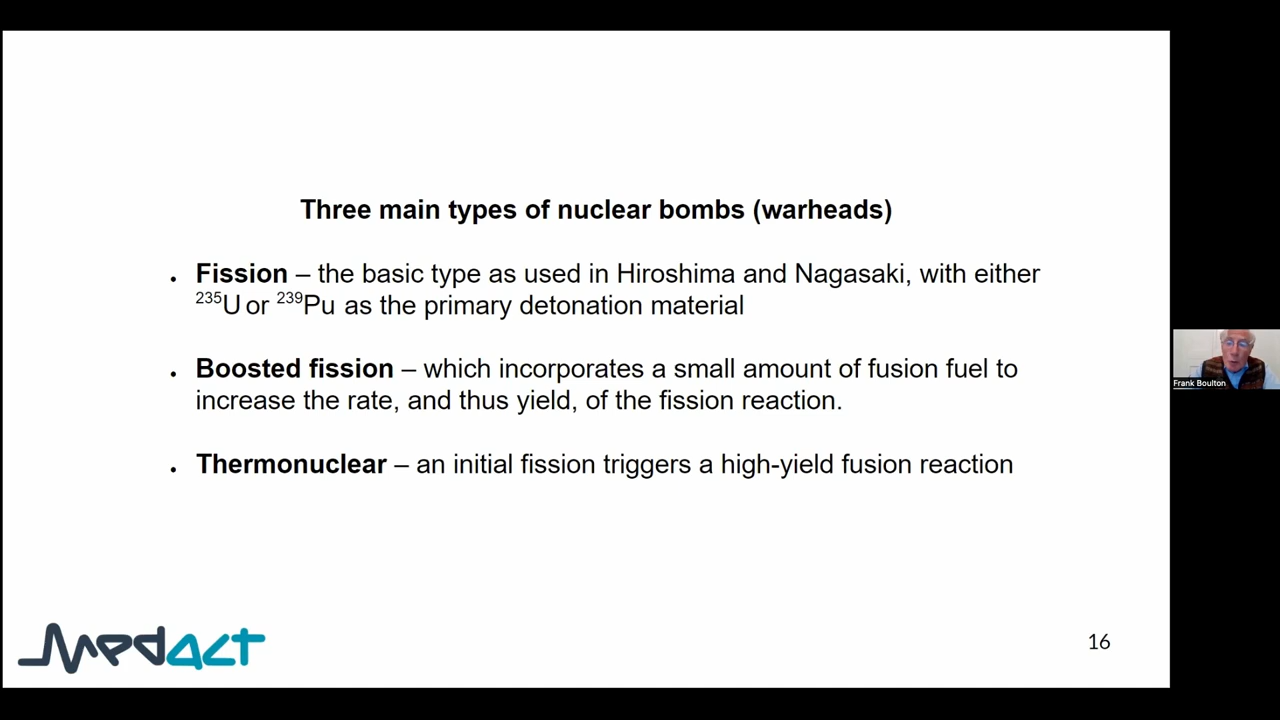 Three main types of nuclear bombs (warheads)
• Fission – the basic type as used in Hiroshima and Nagasaki, with either
²³⁵U or ²³⁹Pu as the primary detonation material
• Boosted fission – which incorporates a small amount of fusion fuel to
increase the rate, and thus yield, of the fission reaction.
• Thermonuclear – an initial fission triggers a high-yield fusion reaction
Frank Boulton
medact
16